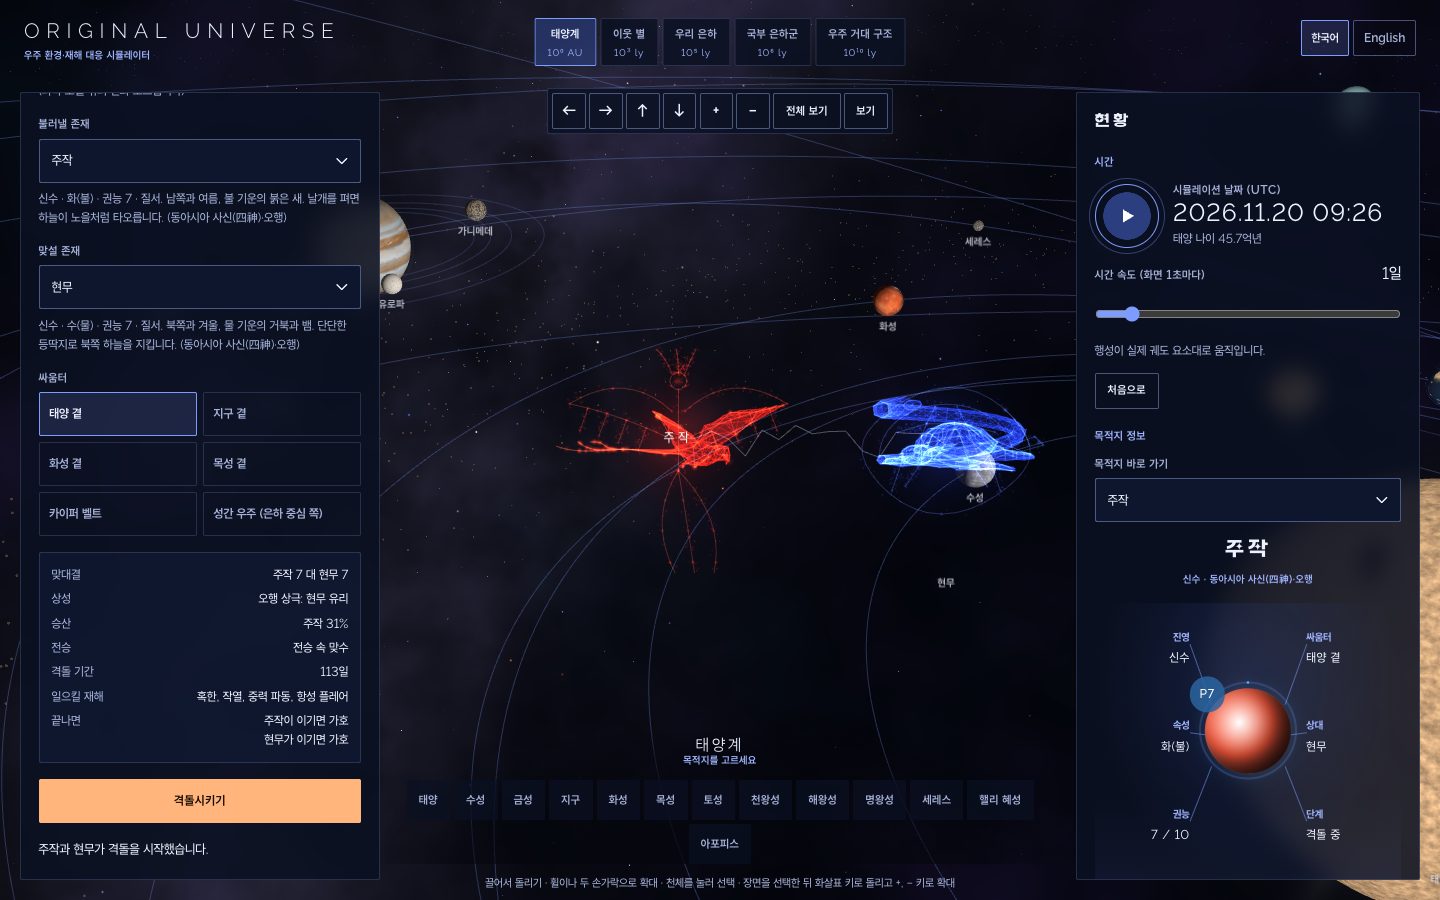 ORIGINAL UNIVERSE
우주 환경·재해 대응 시뮬레이터
태양계
10⁰ AU
이웃 별
10³ ly
우리 은하
10⁵ ly
국부 은하군
10⁶ ly
우주 거대 구조
10¹⁰ ly
한국어
English
← → ↑ ↓ + − 전체 보기 보기
불러낼 존재
주작
신수 · 화(불) · 권능 7 · 질서. 남쪽과 여름, 불 기운의 붉은 새. 날개를 펴면
하늘이 노을처럼 타오릅니다. (동아시아 사신(四神)·오행)
맞설 존재
현무
신수 · 수(물) · 권능 7 · 질서. 북쪽과 겨울, 물 기운의 거북과 뱀. 단단한
등딱지로 북쪽 하늘을 지킵니다. (동아시아 사신(四神)·오행)
싸움터
태양 곁
지구 곁
화성 곁
목성 곁
카이퍼 벨트
성간 우주 (은하 중심 쪽)
맞대결 주작 7 대 현무 7
상성 오행 상극: 현무 유리
승산 주작 31%
전승 전승 속 맞수
격돌 기간 113일
일으킬 재해 혹한, 작열, 중력 파동, 항성 플레어
끝나면 주작이 이기면 가호
현무가 이기면 가호
격돌시키기
주작과 현무가 격돌을 시작했습니다.
가니메데
유로파
세레스
화성
주작
수성
현무
태양계
목적지를 고르세요
태양 수성 금성 지구 화성 목성 토성 천왕성 해왕성 명왕성 세레스 핼리 혜성
아포피스
끌어서 돌리기 · 휠이나 두 손가락으로 확대 · 천체를 눌러 선택 · 장면을 선택한 뒤 화살표 키로 돌리고 +, − 키로 확대
현황
시간
시뮬레이션 날짜 (UTC)
2026.11.20 09:26
태양 나이 45.7억년
시간 속도 (화면 1초마다) 1일
행성이 실제 궤도 요소대로 움직입니다.
처음으로
목적지 정보
목적지 바로 가기
주작
주작
신수 · 동아시아 사신(四神)·오행
진영
신수
싸움터
태양 곁
P7
속성
화(불)
상대
현무
권능
7 / 10
단계
격돌 중